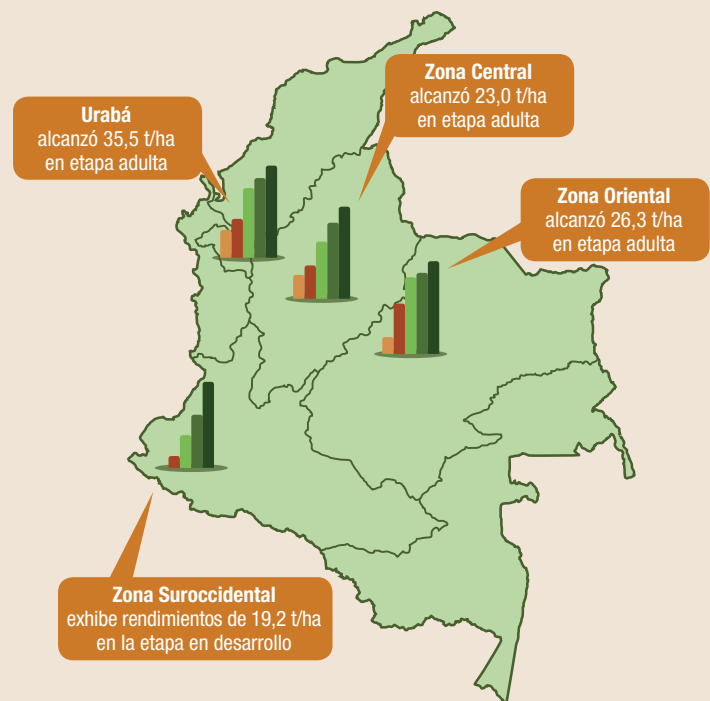 Zona Central
alcanzó 23,0 t/ha
en etapa adulta
Urabá
alcanzó 35,5 t/ha
en etapa adulta
Zona Oriental
alcanzó 26,3 t/ha
en etapa adulta
Zona Suroccidental
exhibe rendimientos de 19,2 t/ha
en la etapa en desarrollo